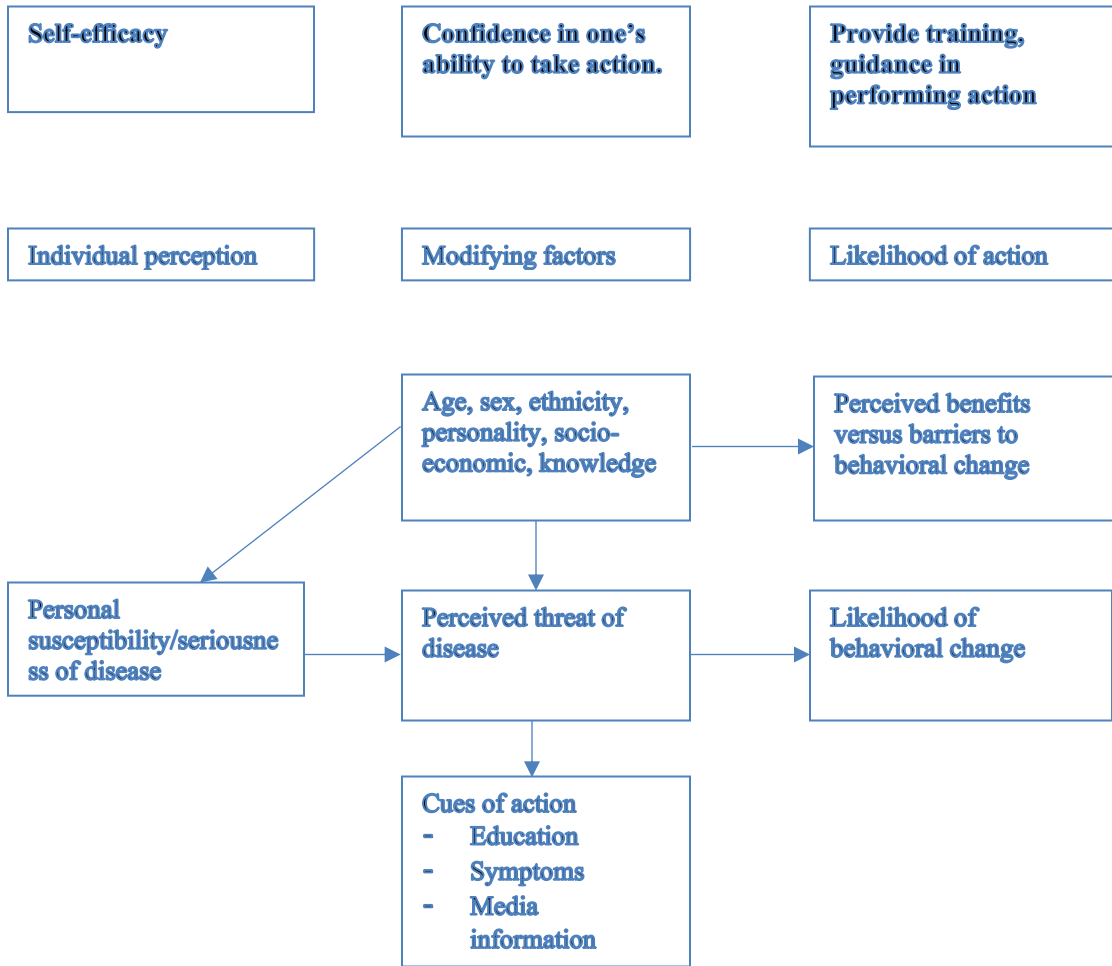 Self-efficacy
Confidence in one’s
ability to take action.
Provide training,
guidance in
performing action
Individual perception
Modifying factors
Likelihood of action
Age, sex, ethnicity,
personality, socio-
economic, knowledge
Perceived benefits
versus barriers to
behavioral change
Personal
susceptibility/seriousne
ss of disease
Perceived threat of
disease
Likelihood of
behavioral change
Cues of action
- Education
- Symptoms
- Media
information